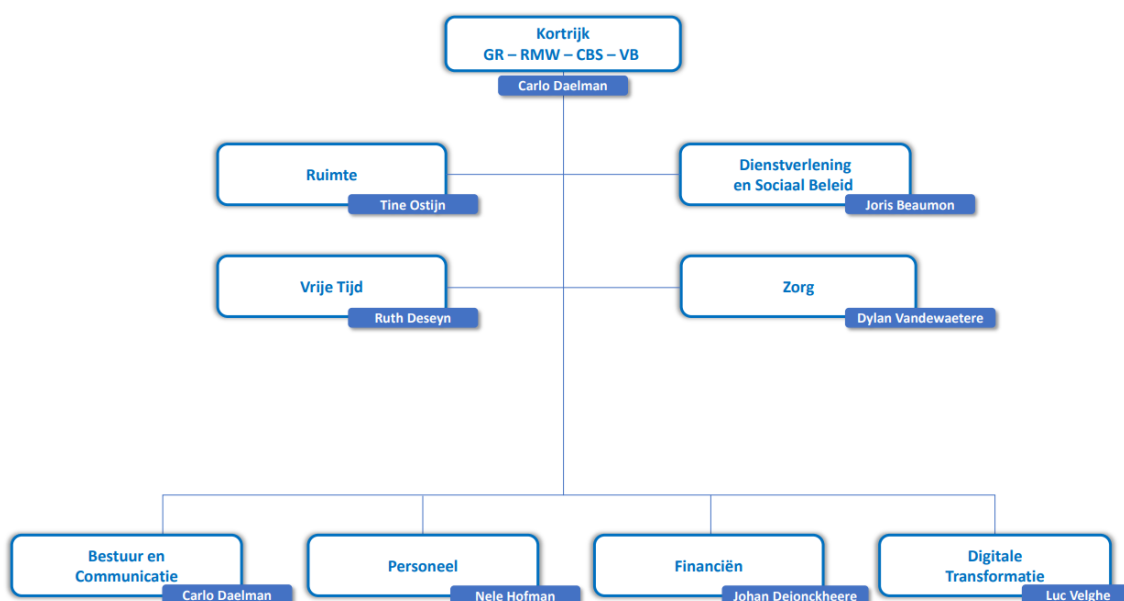 Kortrijk
GR – RMW – CBS – VB
Carlo Daelman
Ruimte
Tine Ostijn
Dienstverlening
en Sociaal Beleid
Joris Beaumon
Vrije Tijd
Ruth Deseyn
Zorg
Dylan Vandewaetere
Bestuur en
Communicatie
Carlo Daelman
Personeel
Nele Hofman
Financiën
Johan Dejonckheere
Digitale
Transformatie
Luc Velghe